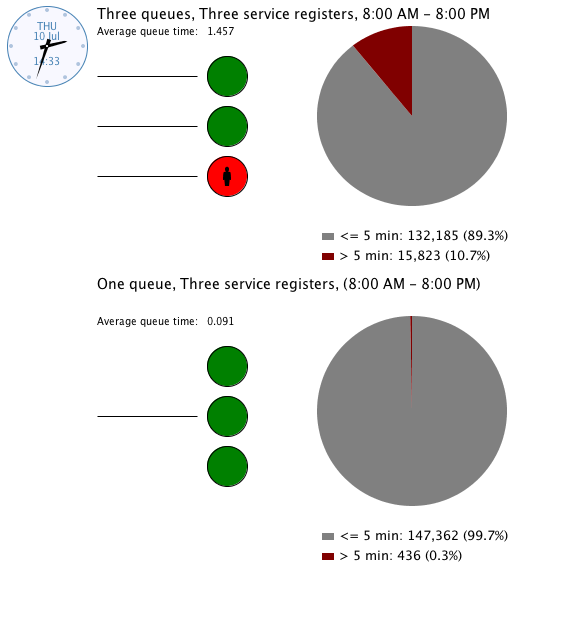 THU
10 Jul
14:33
Three queues, Three service registers, 8:00 AM - 8:00 PM
Average queue time: 1.457
<= 5 min: 132,185 (89.3%)
> 5 min: 15,823 (10.7%)
One queue, Three service registers, (8:00 AM - 8:00 PM)
Average queue time: 0.091
<= 5 min: 147,362 (99.7%)
> 5 min: 436 (0.3%)